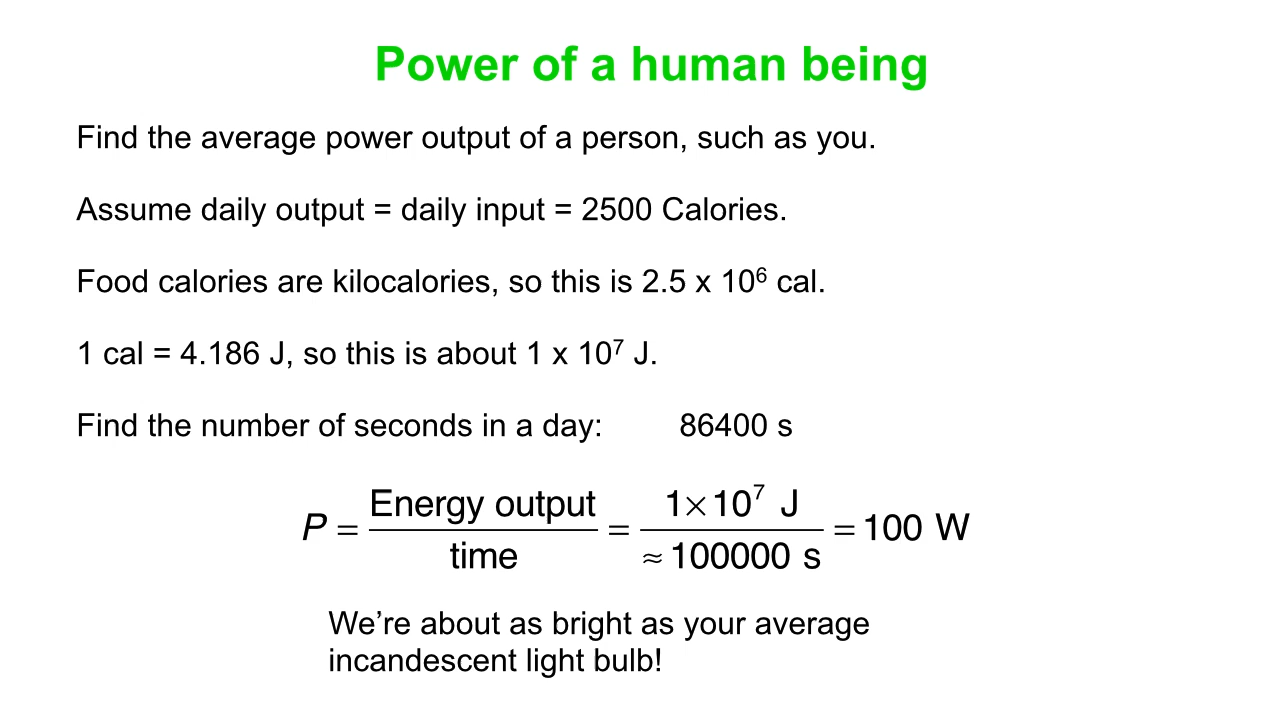 Power of a human being
Find the average power output of a person, such as you.
Assume daily output = daily input = 2500 Calories.
Food calories are kilocalories, so this is 2.5 x 10⁶ cal.
1 cal = 4.186 J, so this is about 1 x 10⁷ J.
Find the number of seconds in a day: 86400 s
P = Energy output / time = 1×10⁷ J / ≈100000 s = 100 W
We’re about as bright as your average
incandescent light bulb!